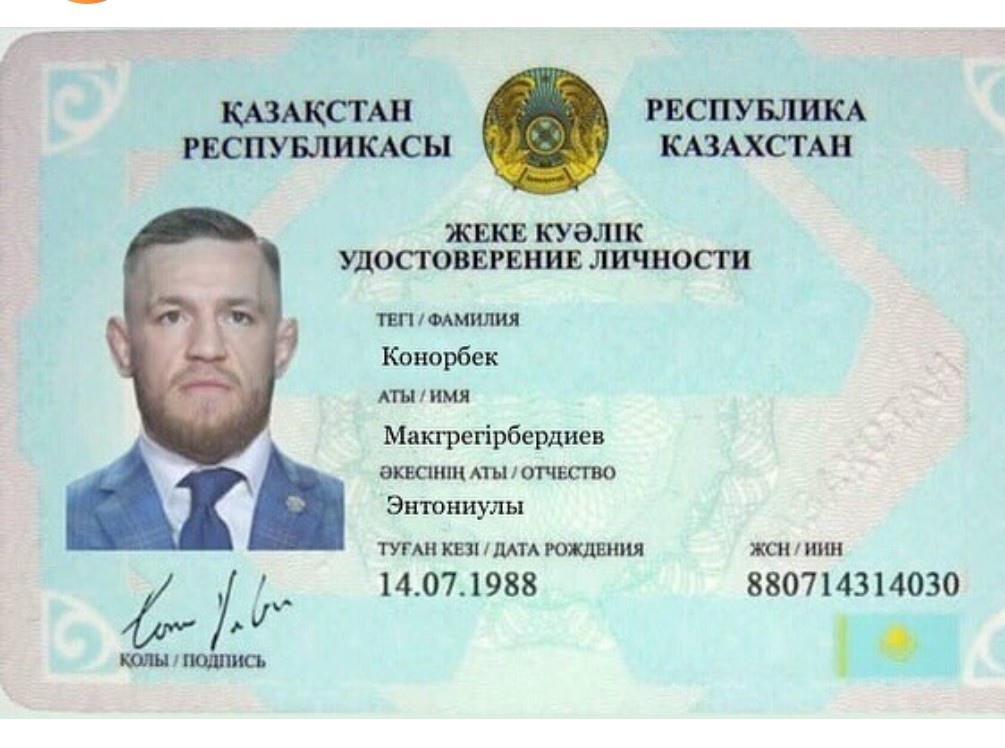 ҚАЗАҚСТАН РЕСПУБЛИКАСЫ
РЕСПУБЛИКА КАЗАХСТАН
ЖЕКЕ КУӘЛІК
УДОСТОВЕРЕНИЕ ЛИЧНОСТИ
ТЕГІ / ФАМИЛИЯ
Конорбек
АТЫ / ИМЯ
Макгрегірбердиев
ӘКЕСІНІҢ АТЫ / ОТЧЕСТВО
Энтониулы
ТУҒАН КЕЗІ / ДАТА РОЖДЕНИЯ
14.07.1988
ЖСН / ИИН
880714314030
ҚОЛЫ / ПОДПИСЬ